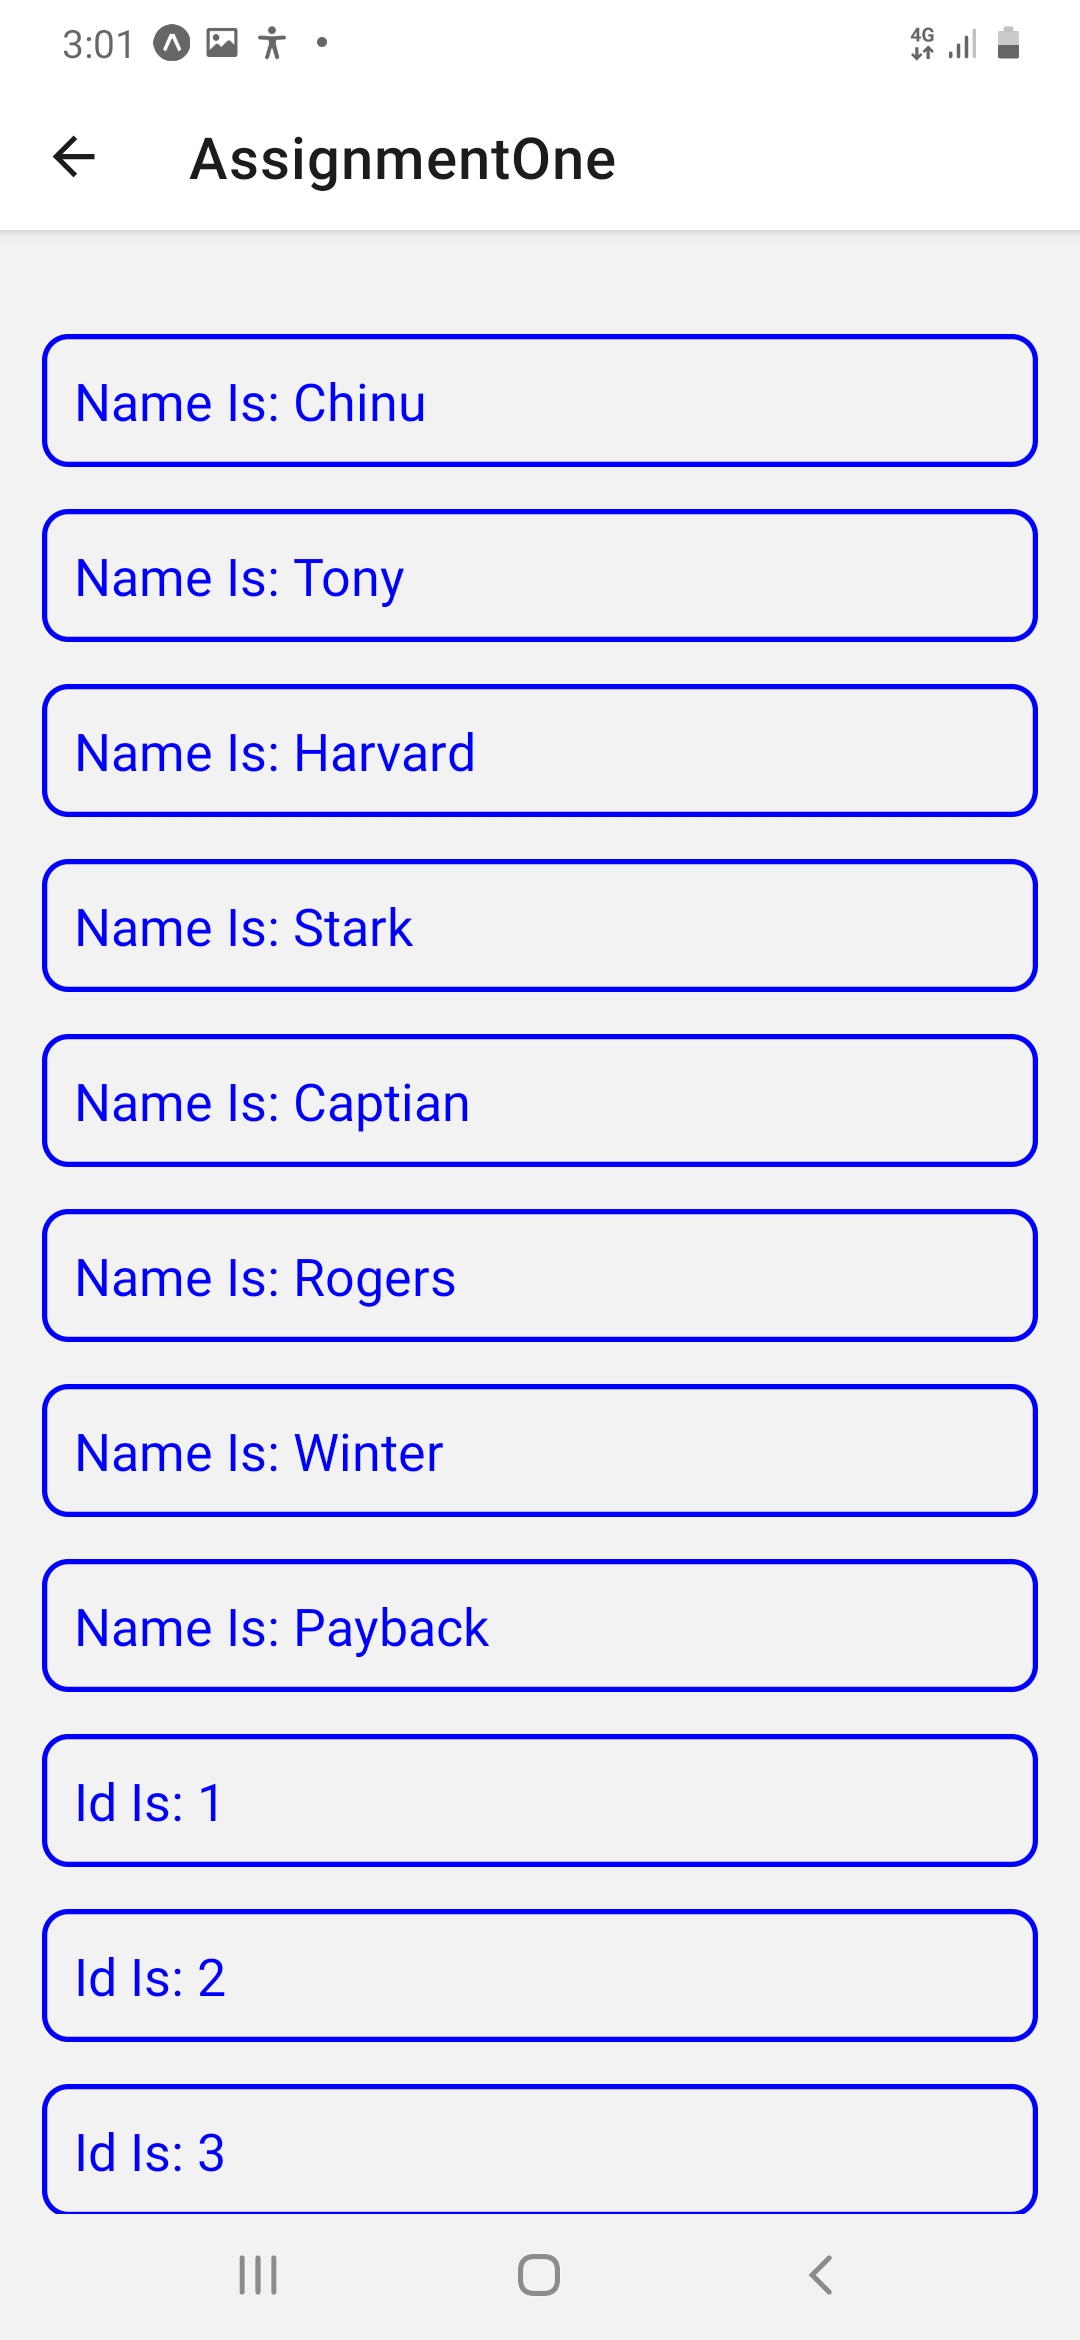 3:01
4G
AssignmentOne
Name Is: Chinu
Name Is: Tony
Name Is: Harvard
Name Is: Stark
Name Is: Captian
Name Is: Rogers
Name Is: Winter
Name Is: Payback
Id Is: 1
Id Is: 2
Id Is: 3